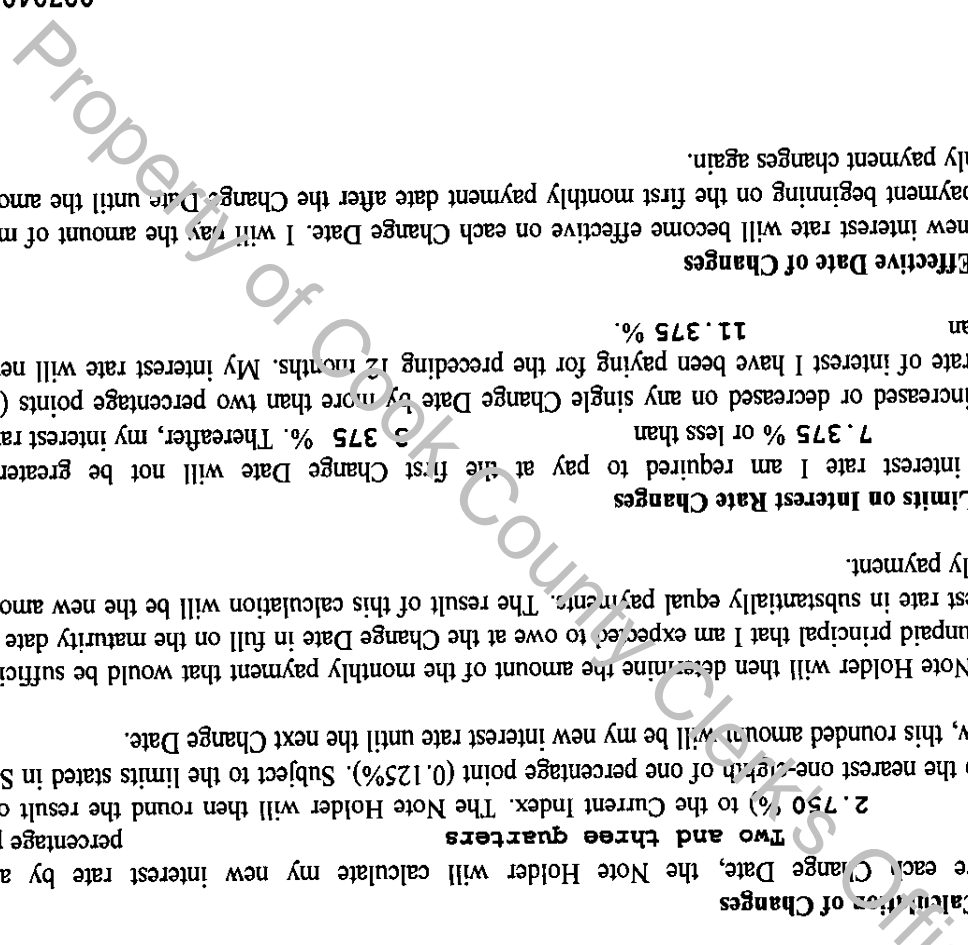 Calculation of Changes
each Change Date, the Note Holder will calculate my new interest rate by a
Two and three quarters percentage
2.750 %) to the Current Index. The Note Holder will then round the result o
the nearest one-eighth of one percentage point (0.125%). Subject to the limits stated in S
w, this rounded amount will be my new interest rate until the next Change Date.
Note Holder will then determine the amount of the monthly payment that would be suffici
unpaid principal that I am expected to owe at the Change Date in full on the maturity date
est rate in substantially equal payments. The result of this calculation will be the new amo
ly payment.
Limits on Interest Rate Changes
interest rate I am required to pay at the first Change Date will not be greater
7.375 % or less than 3.375 %. Thereafter, my interest ra
increased or decreased on any single Change Date by more than two percentage points (
rate of interest I have been paying for the preceding 12 months. My interest rate will ne
an 11.375 %.
Effective Date of Changes
new interest rate will become effective on each Change Date. I will pay the amount of m
payment beginning on the first monthly payment date after the Change Date until the amo
hly payment changes again.
Property of Cook County Clerk's Offi